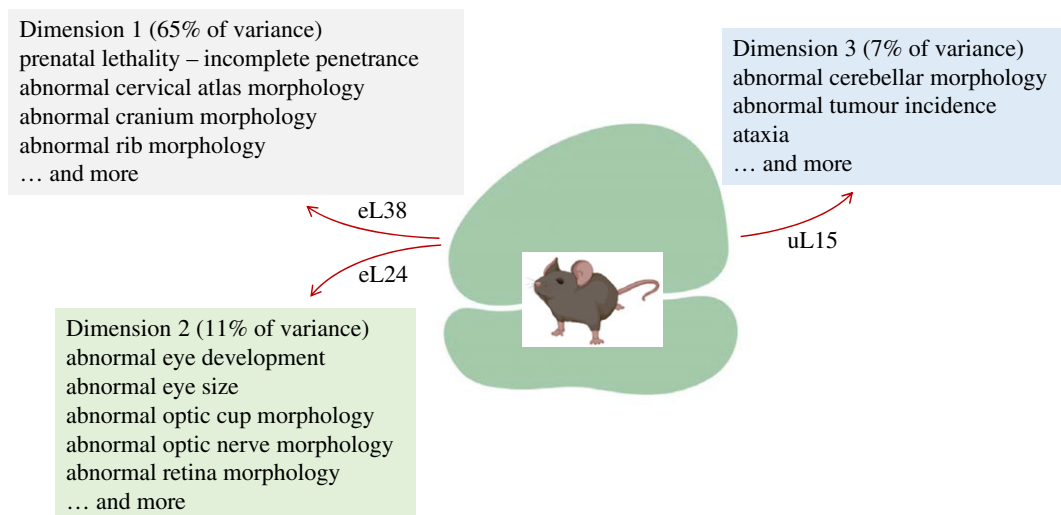 Dimension 1 (65% of variance)
prenatal lethality – incomplete penetrance
abnormal cervical atlas morphology
abnormal cranium morphology
abnormal rib morphology
… and more
Dimension 3 (7% of variance)
abnormal cerebellar morphology
abnormal tumour incidence
ataxia
… and more
eL38
uL15
eL24
Dimension 2 (11% of variance)
abnormal eye development
abnormal eye size
abnormal optic cup morphology
abnormal optic nerve morphology
abnormal retina morphology
… and more